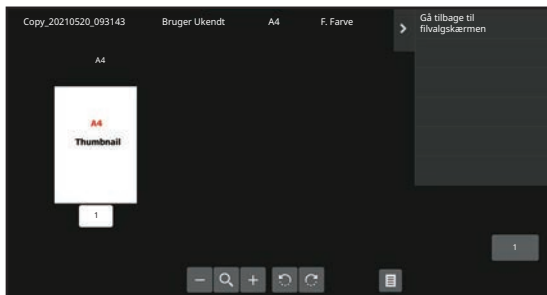 Copy_20210520_093143 Bruger Ukendt A4 F. Farve
Gå tilbage til
filvalgskærmen
A4
A4
Thumbnail
1
1